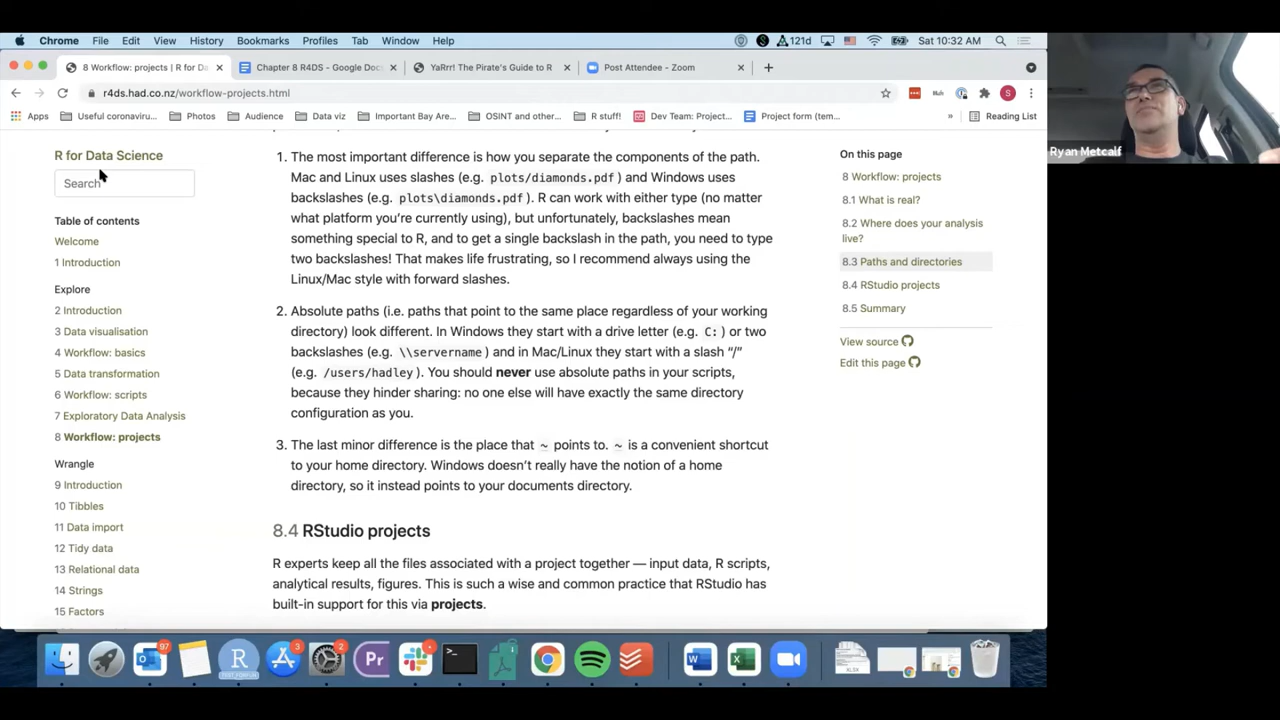 Chrome File Edit View History Bookmarks Profiles Tab Window Help 121d Sat 10:32 AM
8 Workflow: projects | R for Da Chapter 8 R4DS - Google Doc YaRrr! The Pirate's Guide to R Post Attendee - Zoom
r4ds.had.co.nz/workflow-projects.html
Apps Useful coronaviru... Photos Audience Data viz Important Bay Are... OSINT and other... R stuff! Dev Team: Project... Project form (tem... » Reading List
R for Data Science
Search
Table of contents
Welcome
1 Introduction
Explore
2 Introduction
3 Data visualisation
4 Workflow: basics
5 Data transformation
6 Workflow: scripts
7 Exploratory Data Analysis
8 Workflow: projects
Wrangle
9 Introduction
10 Tibbles
11 Data import
12 Tidy data
13 Relational data
14 Strings
15 Factors
1. The most important difference is how you separate the components of the path.
Mac and Linux uses slashes (e.g. plots/diamonds.pdf) and Windows uses
backslashes (e.g. plots\diamonds.pdf). R can work with either type (no matter
what platform you're currently using), but unfortunately, backslashes mean
something special to R, and to get a single backslash in the path, you need to type
two backslashes! That makes life frustrating, so I recommend always using the
Linux/Mac style with forward slashes.
2. Absolute paths (i.e. paths that point to the same place regardless of your working
directory) look different. In Windows they start with a drive letter (e.g. C:) or two
backslashes (e.g. \\servername) and in Mac/Linux they start with a slash “/”
(e.g. /users/hadley). You should never use absolute paths in your scripts,
because they hinder sharing: no one else will have exactly the same directory
configuration as you.
3. The last minor difference is the place that ~ points to. ~ is a convenient shortcut
to your home directory. Windows doesn't really have the notion of a home
directory, so it instead points to your documents directory.
8.4 RStudio projects
R experts keep all the files associated with a project together — input data, R scripts,
analytical results, figures. This is such a wise and common practice that RStudio has
built-in support for this via projects.
On this page
8 Workflow: projects
8.1 What is real?
8.2 Where does your analysis
live?
8.3 Paths and directories
8.4 RStudio projects
8.5 Summary
View source
Edit this page
Ryan Metcalf
97
R
3
2
Pr
W
X